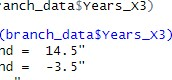 ranch_data$Years_X3)
(branch_data$Years_X3)
nd =  14.5"
nd =  -3.5"
"